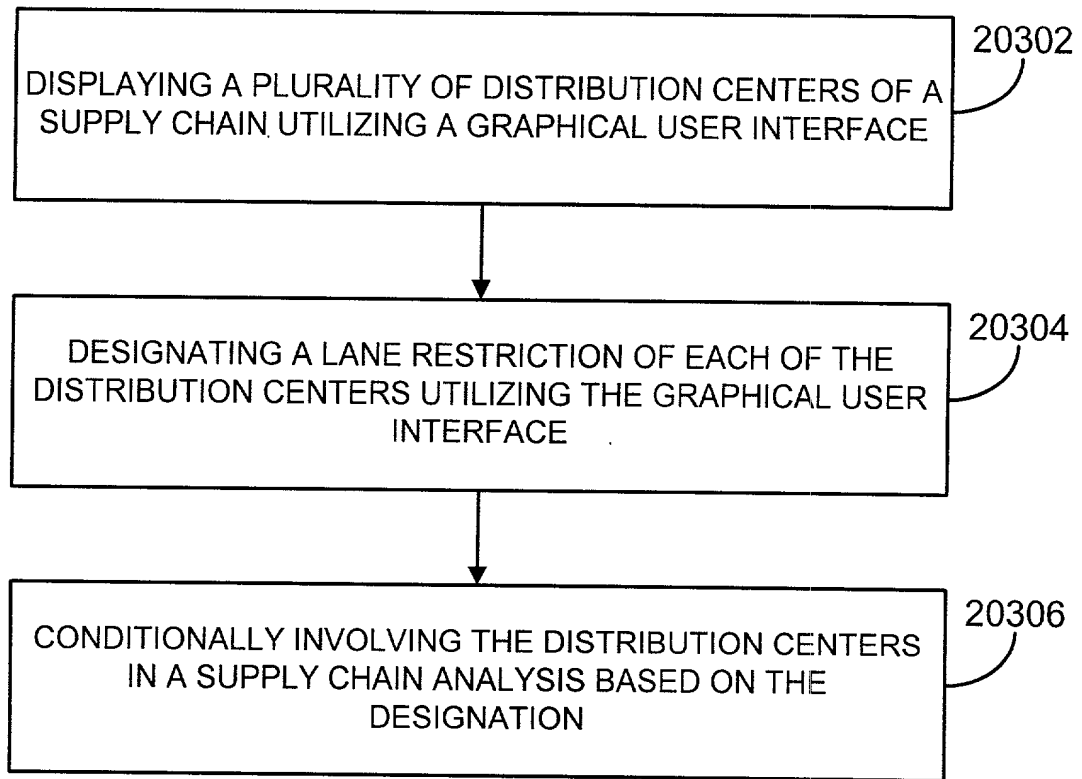 20302
DISPLAYING A PLURALITY OF DISTRIBUTION CENTERS OF A
SUPPLY CHAIN UTILIZING A GRAPHICAL USER INTERFACE
20304
DESIGNATING A LANE RESTRICTION OF EACH OF THE
DISTRIBUTION CENTERS UTILIZING THE GRAPHICAL USER
INTERFACE
20306
CONDITIONALLY INVOLVING THE DISTRIBUTION CENTERS
IN A SUPPLY CHAIN ANALYSIS BASED ON THE
DESIGNATION